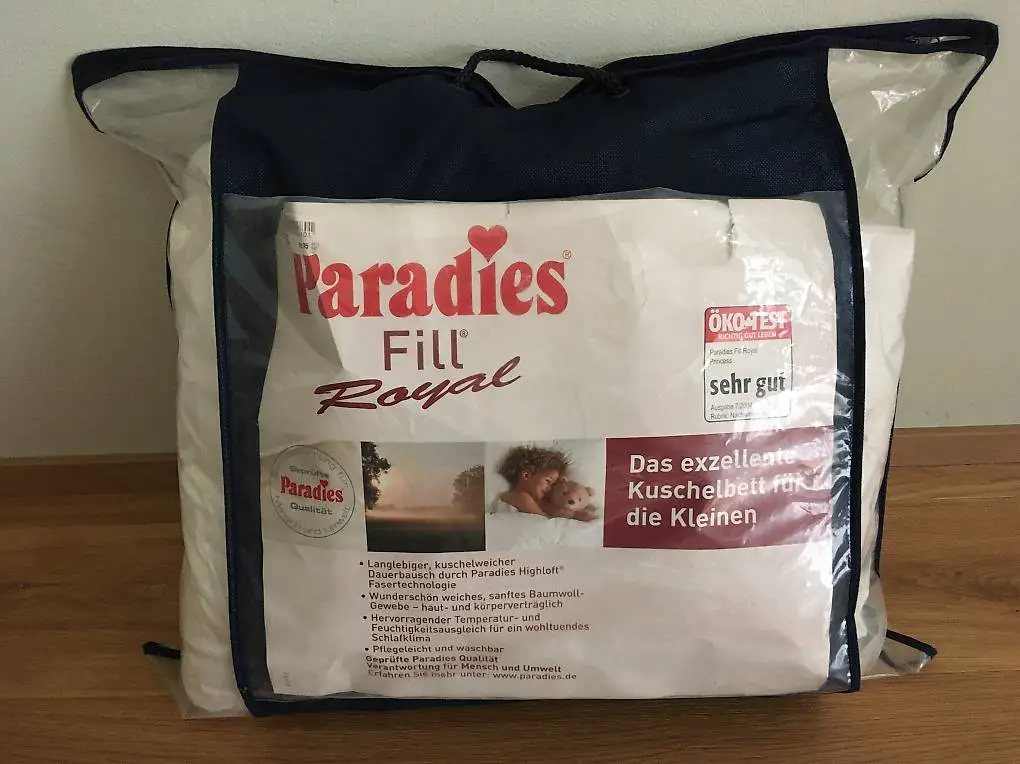 Paradies®
Fill®
Royal
ÖKO-TEST
RICHTIG GUT LEBEN
Paradies Fill Royal
Princess
sehr gut
Ausgabe
Rubrik:
Geprüfte
Paradies
Qualität
Das exzellente
Kuschelbett für
die Kleinen
• Langlebiger, kuschelweicher
Dauerbausch durch Paradies Highloft®
Fasertechnologie
• Wunderschön weiches, sanftes Baumwoll-
Gewebe – haut- und körperverträglich
• Hervorragender Temperatur- und
Feuchtigkeitsausgleich für ein wohltuendes
Schlafklima
• Pflegeleicht und waschbar
Geprüfte Paradies Qualität
Verantwortung für Mensch und Umwelt
Erfahren Sie mehr unter: www.paradies.de